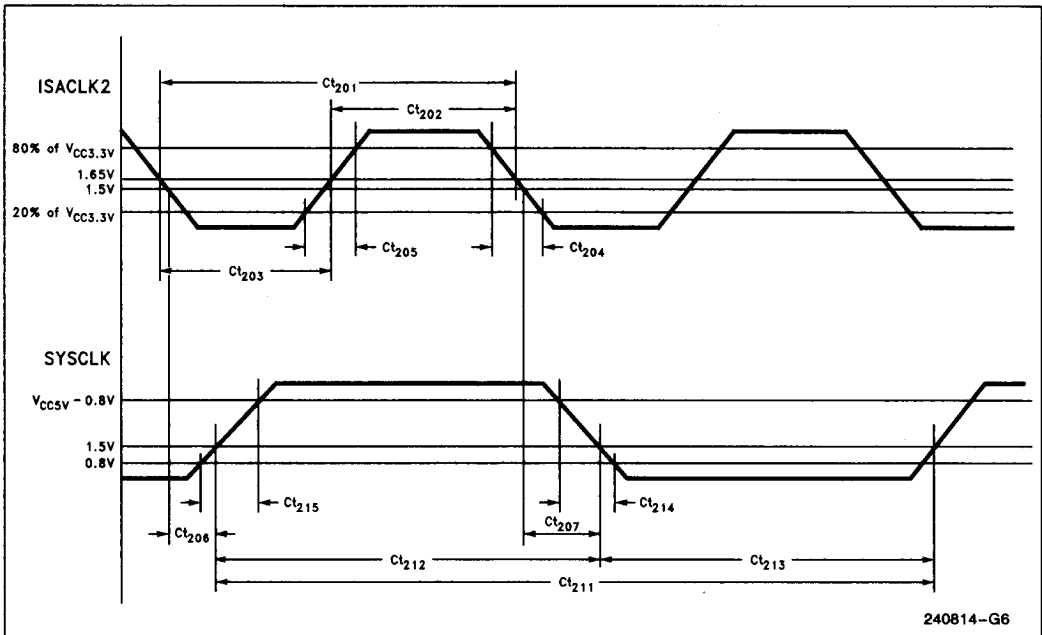 ISACLK2
Ct201
Ct202
80% of VCC3.3V
1.65V
1.5V
20% of VCC3.3V
Ct205
Ct204
Ct203
SYSCLK
VCC5V - 0.8V
1.5V
0.8V
Ct215
Ct214
Ct206
Ct207
Ct212
Ct213
Ct211
240814-G6